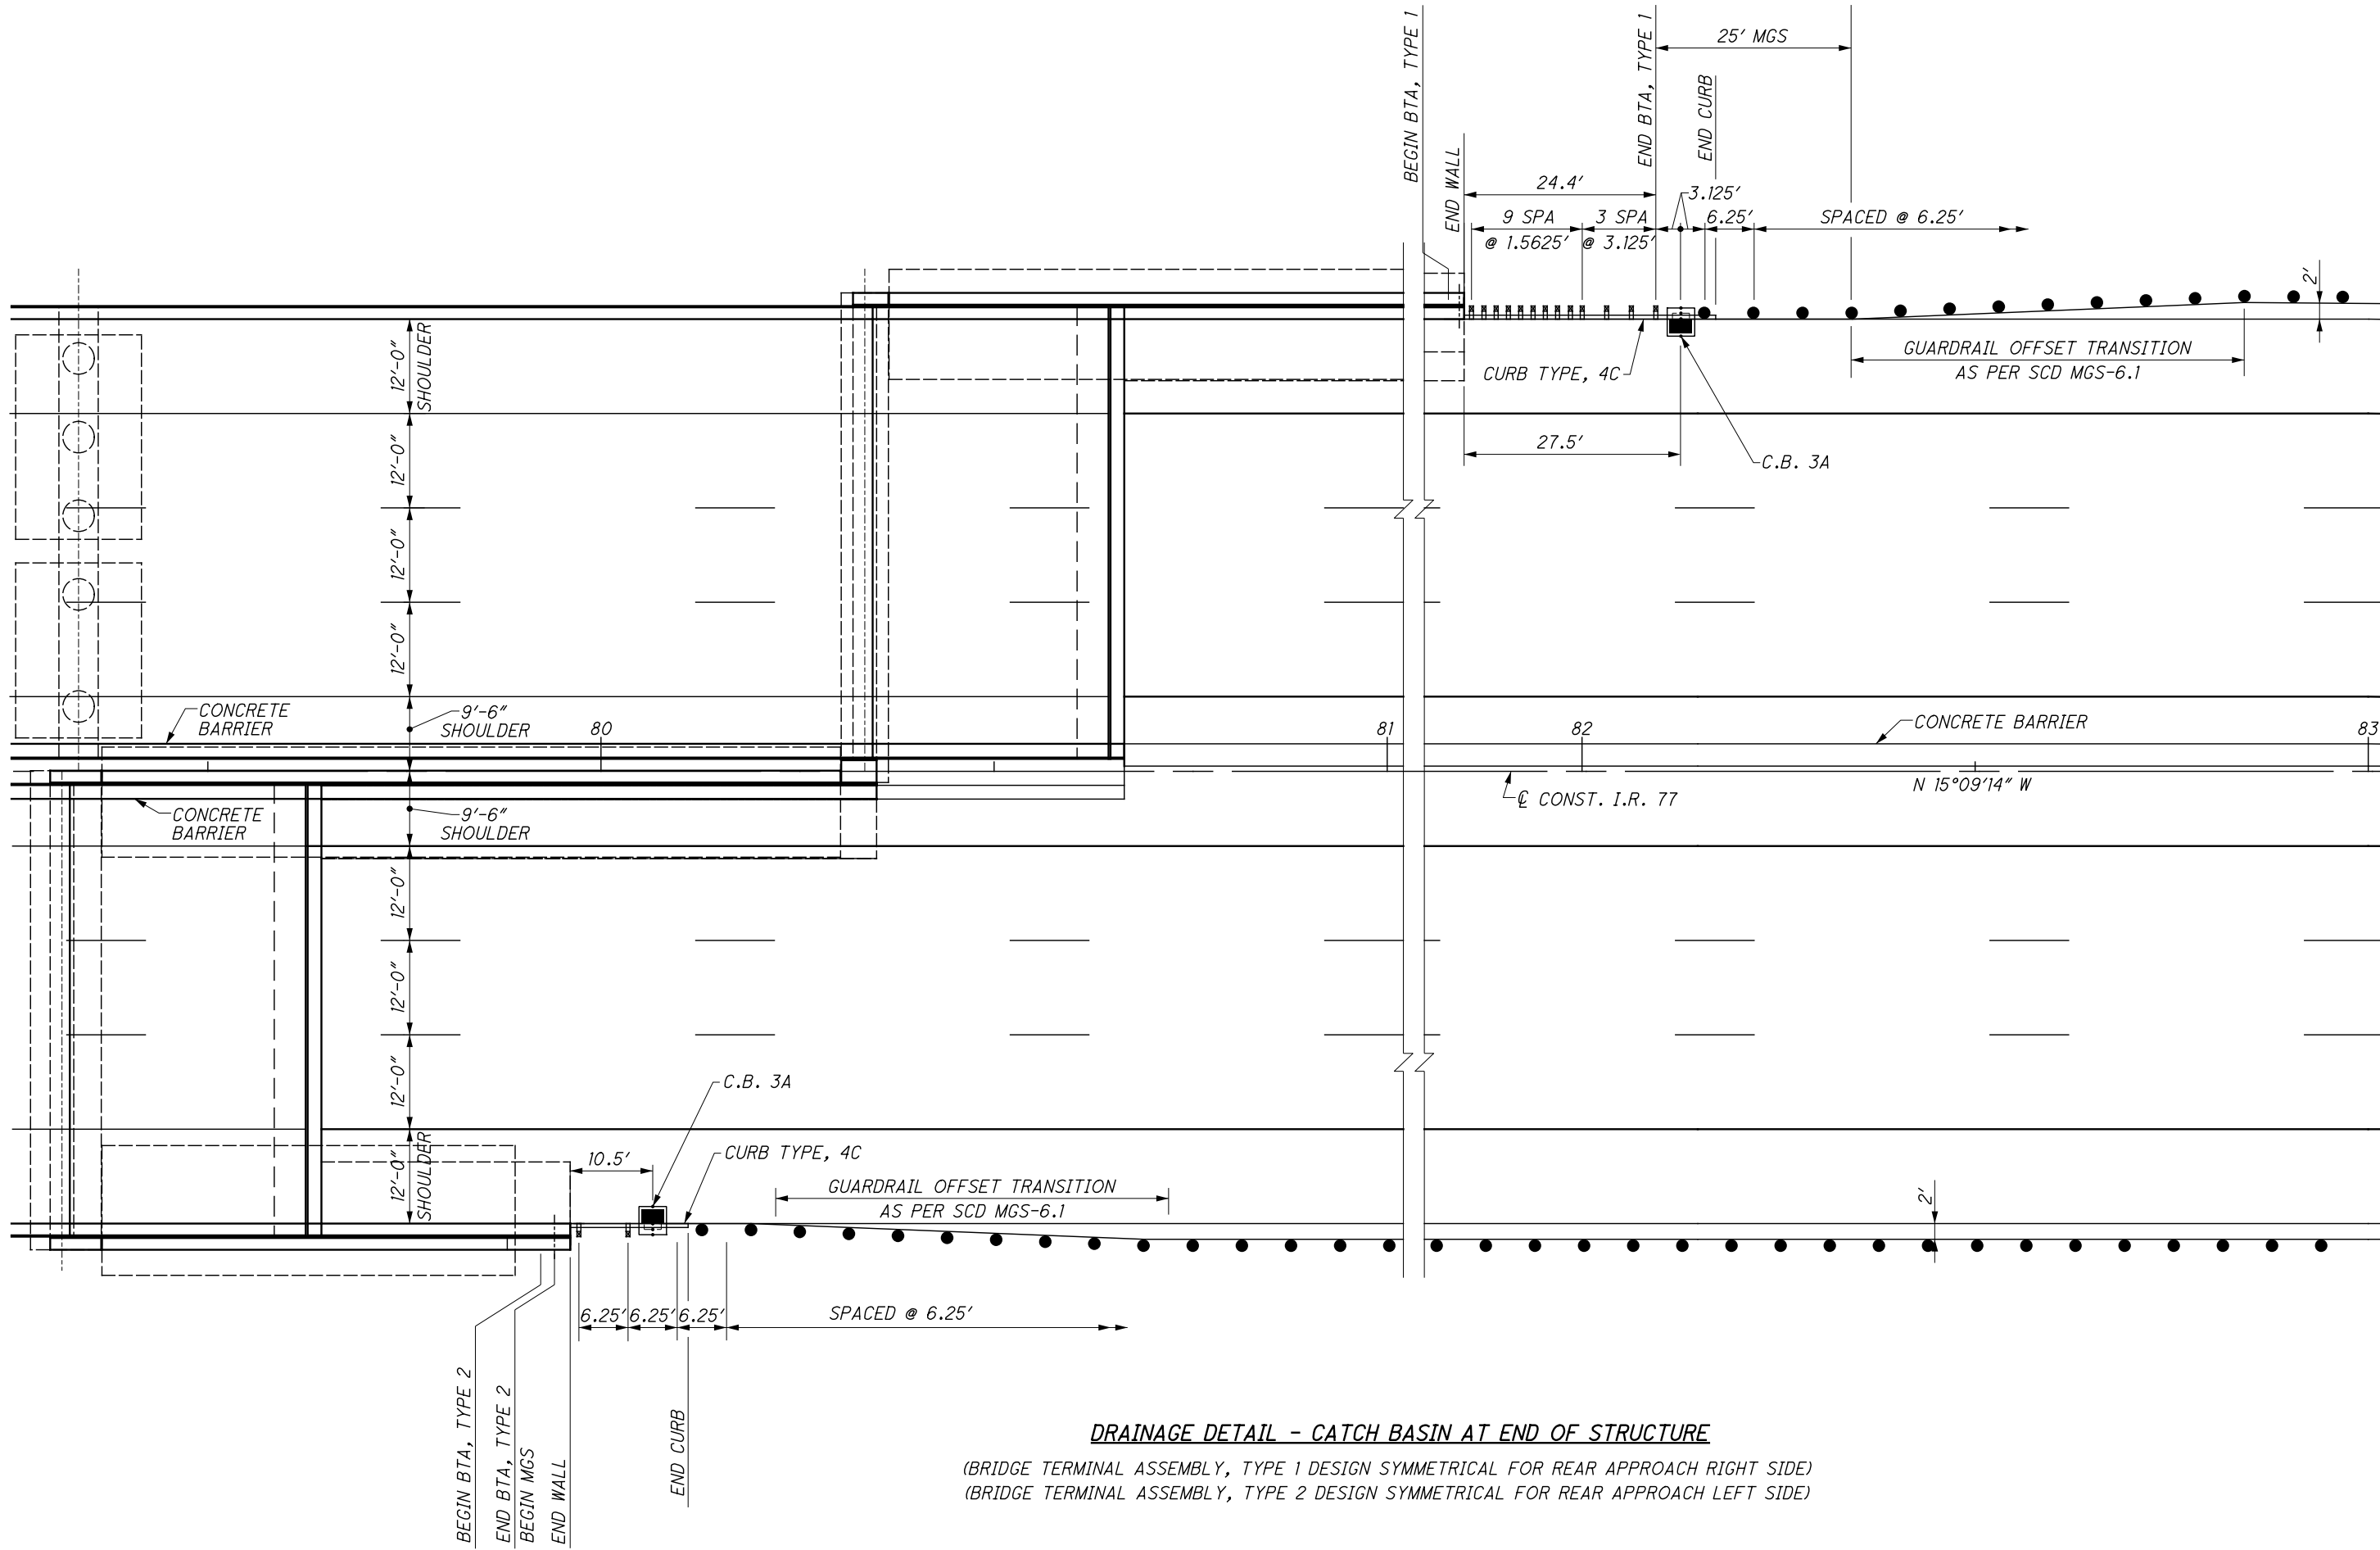 BEGIN BTA, TYPE 1
END WALL
END BTA, TYPE 1
END CURB
25' MGS
24.4'
3.125'
9 SPA
@ 1.5625'
3 SPA
@ 3.125'
6.25'
SPACED @ 6.25'
2'
GUARDRAIL OFFSET TRANSITION
AS PER SCD MGS-6.1
CURB TYPE, 4C
27.5'
C.B. 3A
12'-0"
SHOULDER
12'-0"
12'-0"
12'-0"
CONCRETE
BARRIER
9'-6"
SHOULDER
80
81
82
CONCRETE BARRIER
83
N 15°09'14" W
℄ CONST. I.R. 77
CONCRETE
BARRIER
9'-6"
SHOULDER
12'-0"
12'-0"
12'-0"
12'-0"
SHOULDER
C.B. 3A
10.5'
CURB TYPE, 4C
GUARDRAIL OFFSET TRANSITION
AS PER SCD MGS-6.1
2'
6.25'
6.25'
6.25'
SPACED @ 6.25'
BEGIN BTA, TYPE 2
END BTA, TYPE 2
BEGIN MGS
END WALL
END CURB
DRAINAGE DETAIL - CATCH BASIN AT END OF STRUCTURE
(BRIDGE TERMINAL ASSEMBLY, TYPE 1 DESIGN SYMMETRICAL FOR REAR APPROACH RIGHT SIDE)
(BRIDGE TERMINAL ASSEMBLY, TYPE 2 DESIGN SYMMETRICAL FOR REAR APPROACH LEFT SIDE)